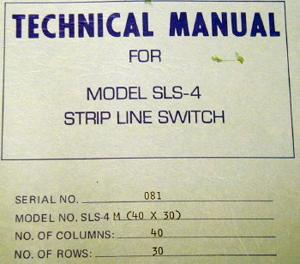 TECHNICAL MANUAL
FOR
MODEL SLS-4
STRIP LINE SWITCH
SERIAL NO. 081
MODEL NO. SLS-4 M (40 X 30)
NO. OF COLUMNS: 40
NO. OF ROWS: 30